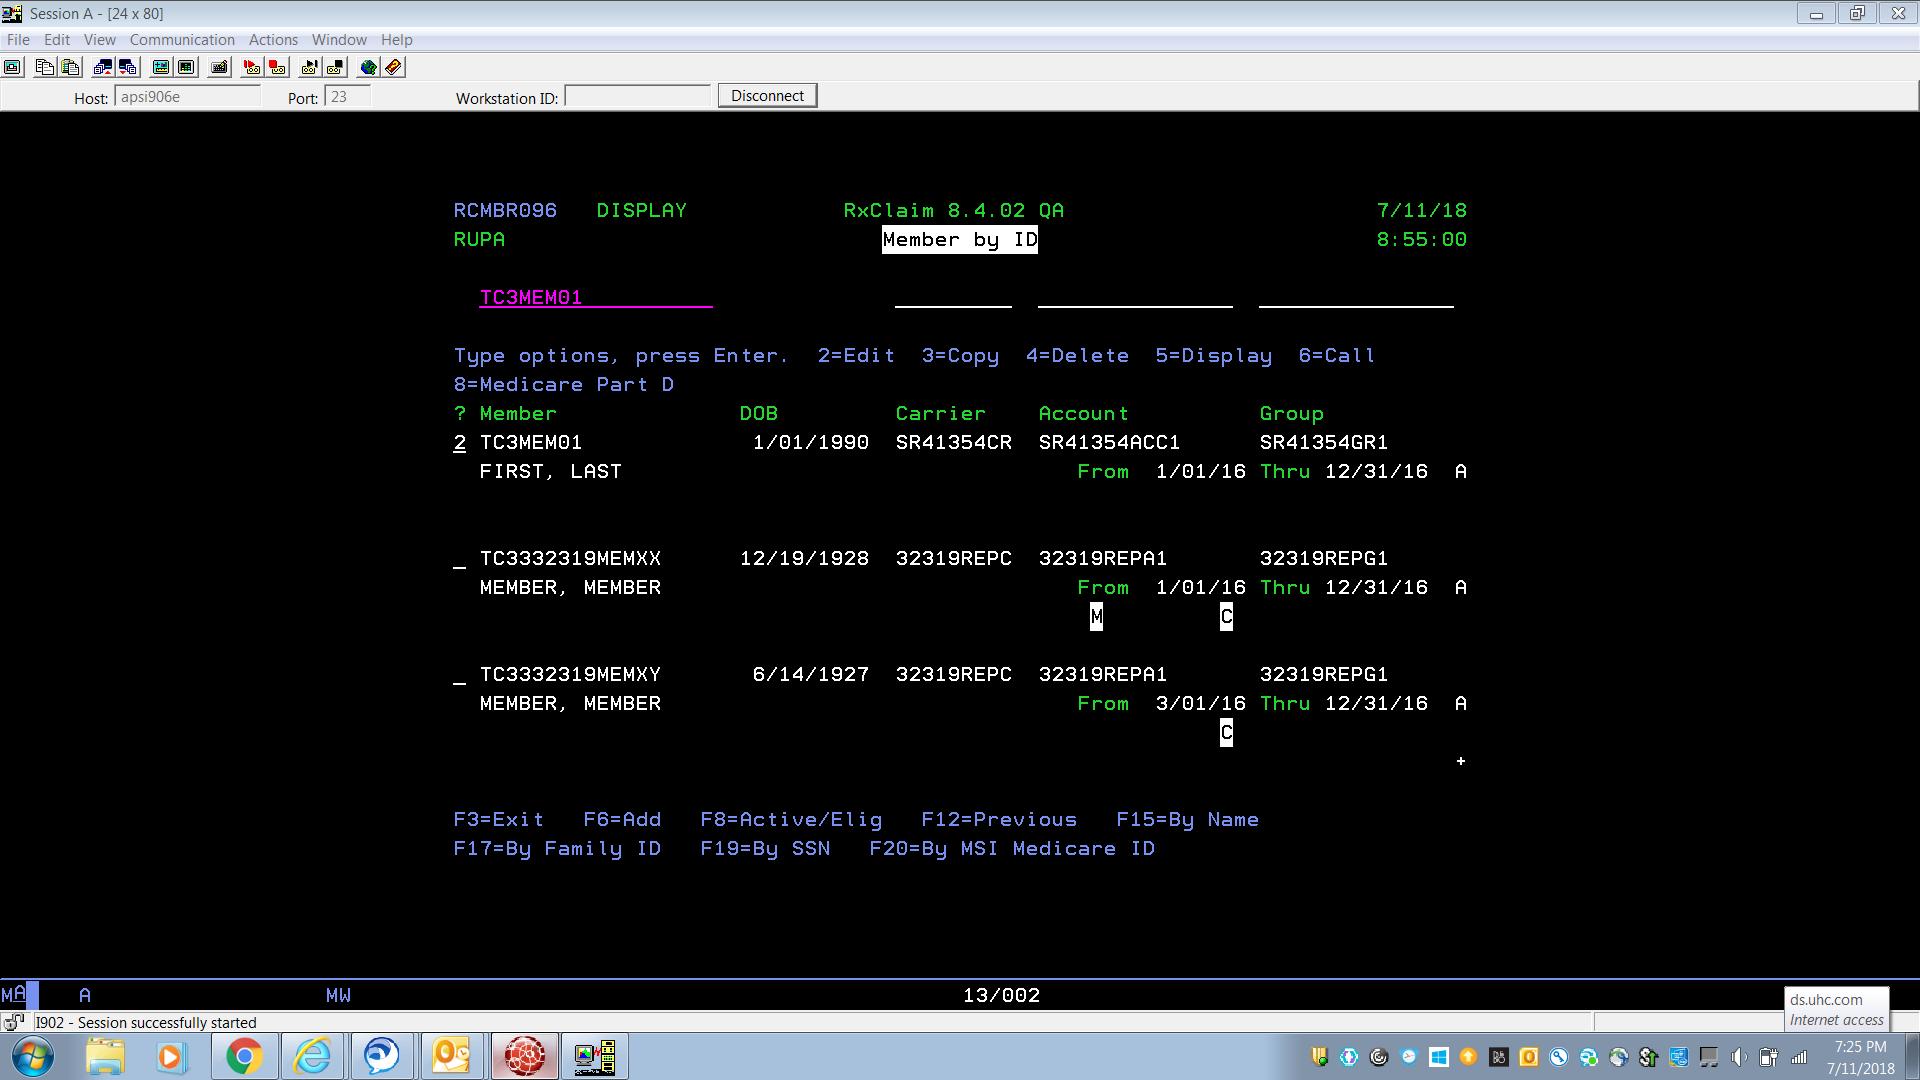 Session A - [24 x 80]
File Edit View Communication Actions Window Help
Host: apsi906e Port: 23 Workstation ID: Disconnect
RCMBR096 DISPLAY RxClaim 8.4.02 QA 7/11/18
RUPA Member by ID 8:55:00
TC3MEM01
Type options, press Enter. 2=Edit 3=Copy 4=Delete 5=Display 6=Call
8=Medicare Part D
? Member DOB Carrier Account Group
2 TC3MEM01 1/01/1990 SR41354CR SR41354ACC1 SR41354GR1
FIRST, LAST From 1/01/16 Thru 12/31/16 A
_ TC3332319MEMXX 12/19/1928 32319REPC 32319REPA1 32319REPG1
MEMBER, MEMBER From 1/01/16 Thru 12/31/16 A
M C
_ TC3332319MEMXY 6/14/1927 32319REPC 32319REPA1 32319REPG1
MEMBER, MEMBER From 3/01/16 Thru 12/31/16 A
C
+
F3=Exit F6=Add F8=Active/Elig F12=Previous F15=By Name
F17=By Family ID F19=By SSN F20=By MSI Medicare ID
MA A MW 13/002
I902 - Session successfully started
ds.uhc.com
Internet access
7:25 PM
7/11/2018